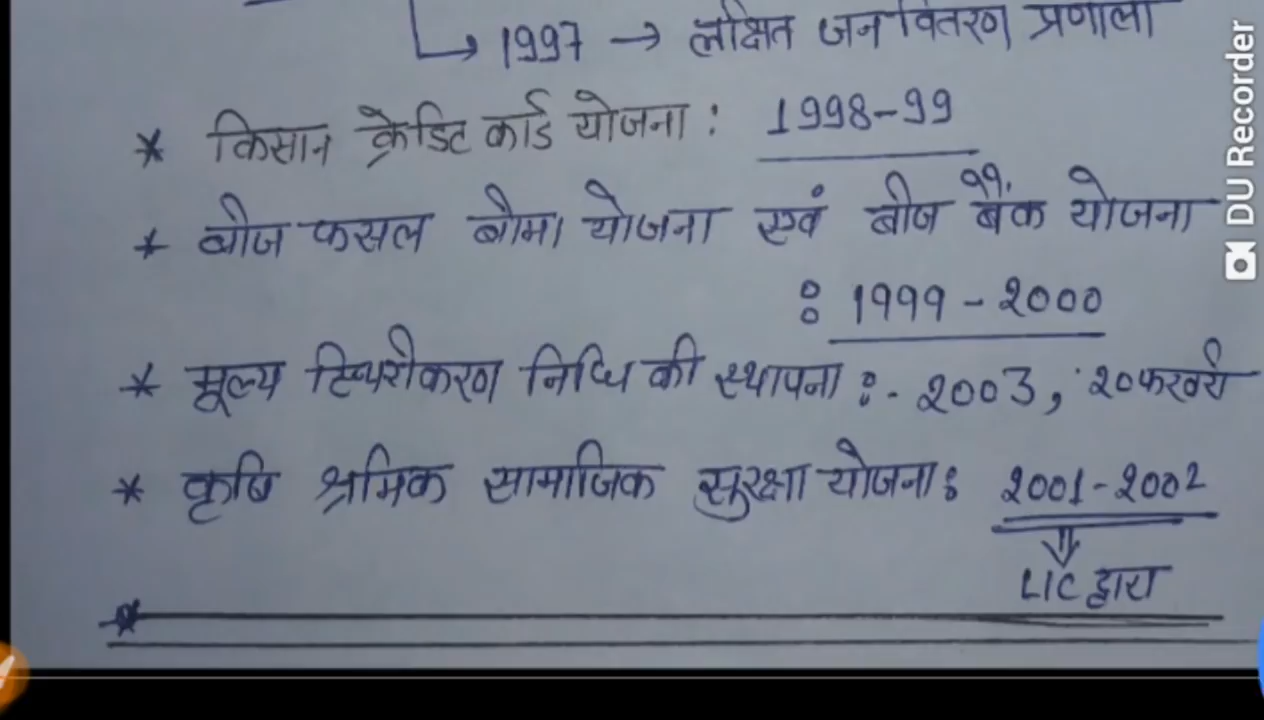 1997 → लक्षित जन वितरण प्रणाली
* किसान क्रेडिट कार्ड योजना : 1998-99
* बीज फसल बीमा योजना एवं बीज बैंक योजना
: 1999 - 2000
* मूल्य स्थिरीकरण निधि की स्थापना :- 2003, 20 फरवरी
* कृषि श्रमिक सामाजिक सुरक्षा योजना : 2001-2002
LIC द्वारा
DU Recorder